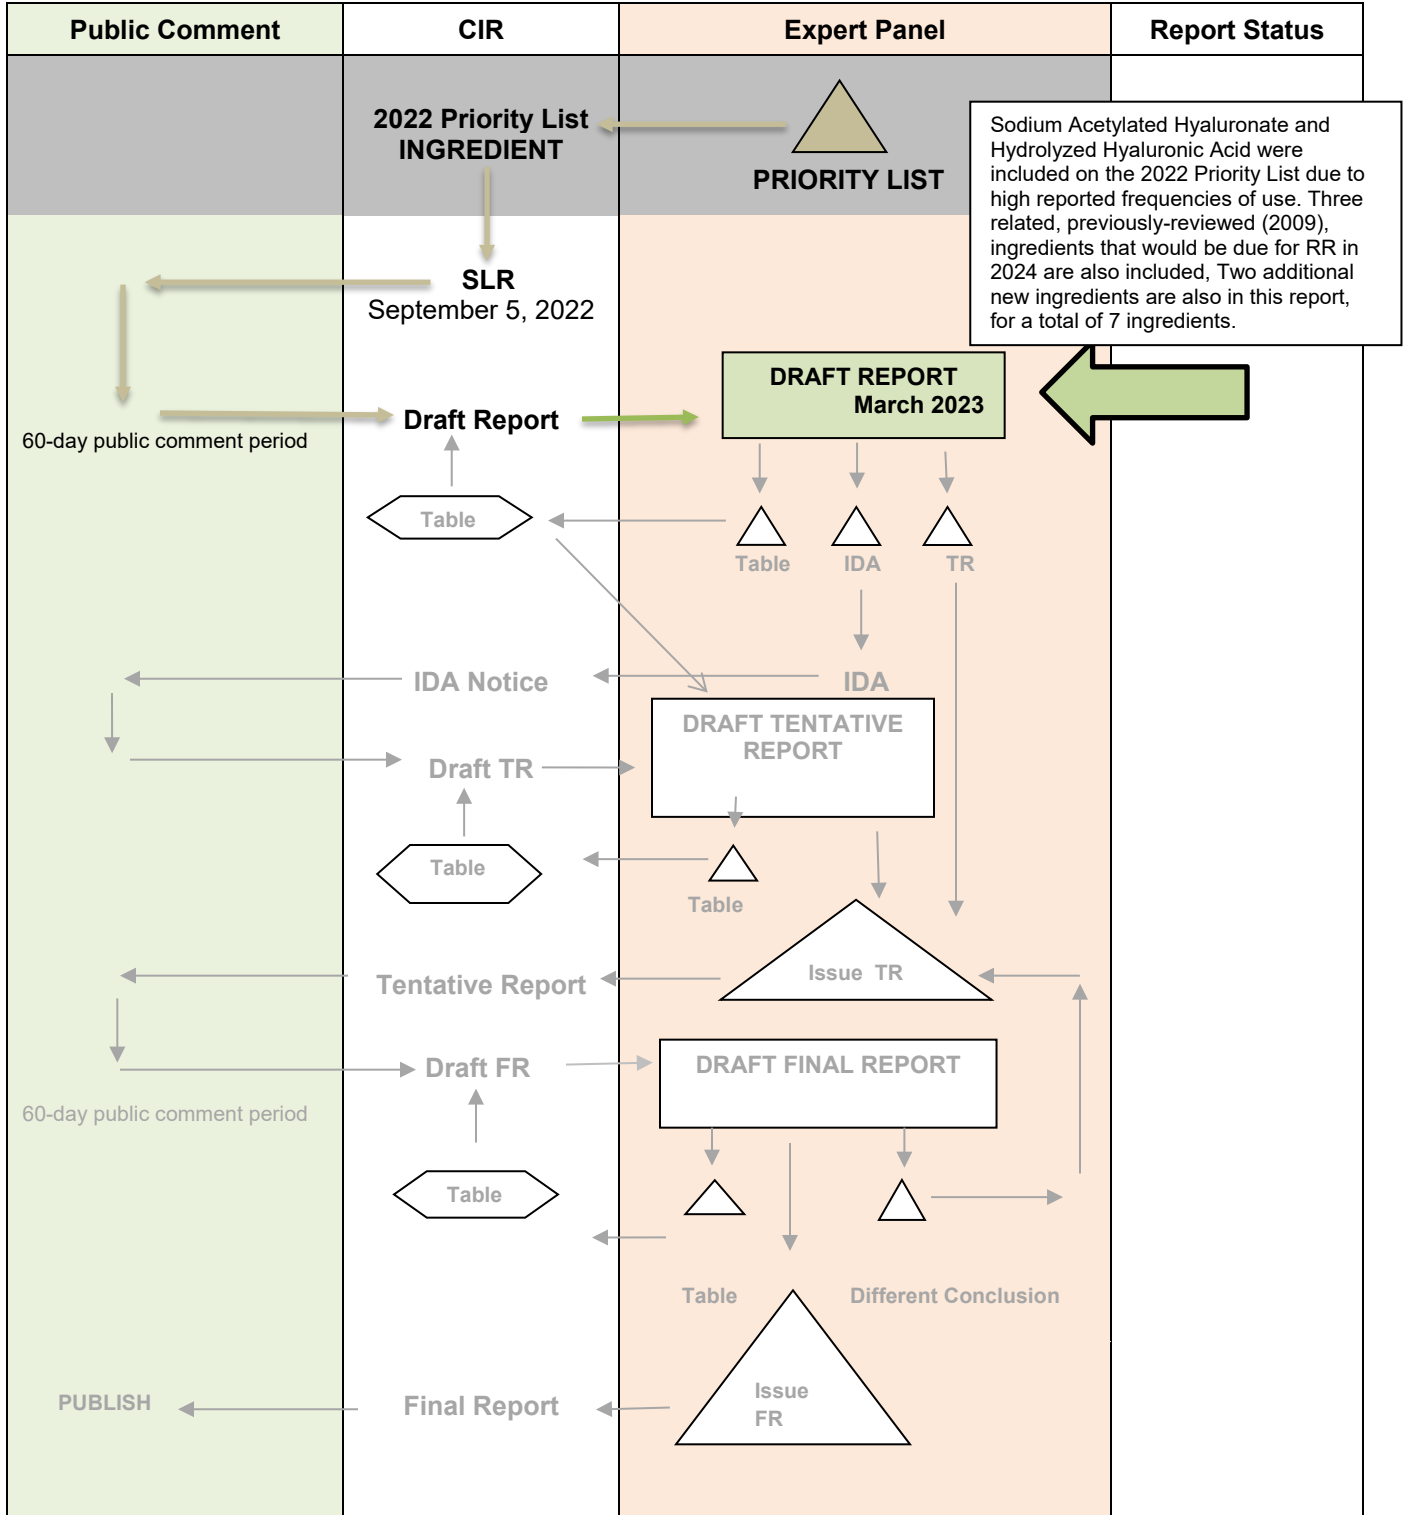 Public Comment
CIR
Expert Panel
Report Status
2022 Priority List
INGREDIENT
PRIORITY LIST
Sodium Acetylated Hyaluronate and
Hydrolyzed Hyaluronic Acid were
included on the 2022 Priority List due to
high reported frequencies of use. Three
related, previously-reviewed (2009),
ingredients that would be due for RR in
2024 are also included, Two additional
new ingredients are also in this report,
for a total of 7 ingredients.
SLR
September 5, 2022
60-day public comment period
Draft Report
DRAFT REPORT
March 2023
Table
Table
IDA
TR
IDA Notice
IDA
DRAFT TENTATIVE
REPORT
Draft TR
Table
Table
Tentative Report
Issue TR
Draft FR
DRAFT FINAL REPORT
60-day public comment period
Table
Table
Different Conclusion
PUBLISH
Final Report
Issue
FR